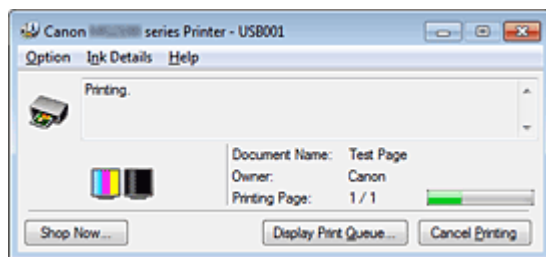 Canon series Printer - USB001
Option Ink Details Help
Printing.
Document Name: Test Page
Owner: Canon
Printing Page: 1 / 1
Shop Now... Display Print Queue... Cancel Printing